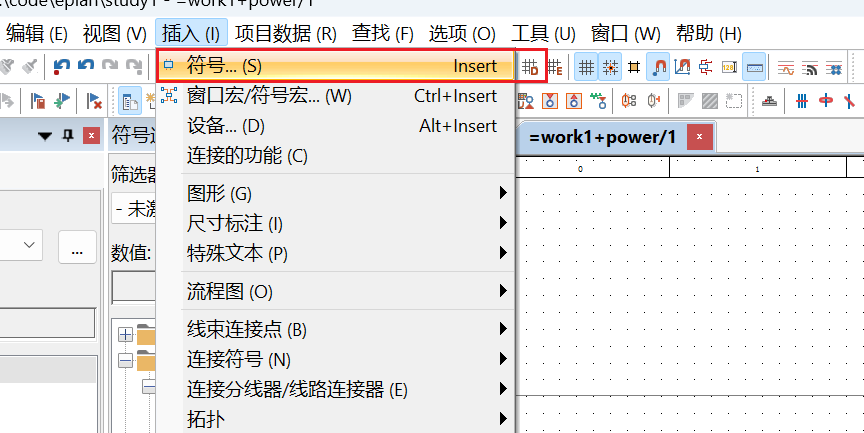 :\code\eplan\study1 - =work1+power/1
编辑 (E) 视图 (V) 插入 (I) 项目数据 (R) 查找 (F) 选项 (O) 工具 (U) 窗口 (W) 帮助 (H)
符号... (S) Insert
窗口宏/符号宏... (W) Ctrl+Insert
设备... (D) Alt+Insert
连接的功能 (C)
图形 (G)
尺寸标注 (I)
特殊文本 (P)
流程图 (O)
线束连接点 (B)
连接符号 (N)
连接分线器/线路连接器 (E)
拓扑
符号
筛选器
- 未激
数值:
...
=work1+power/1
0 1